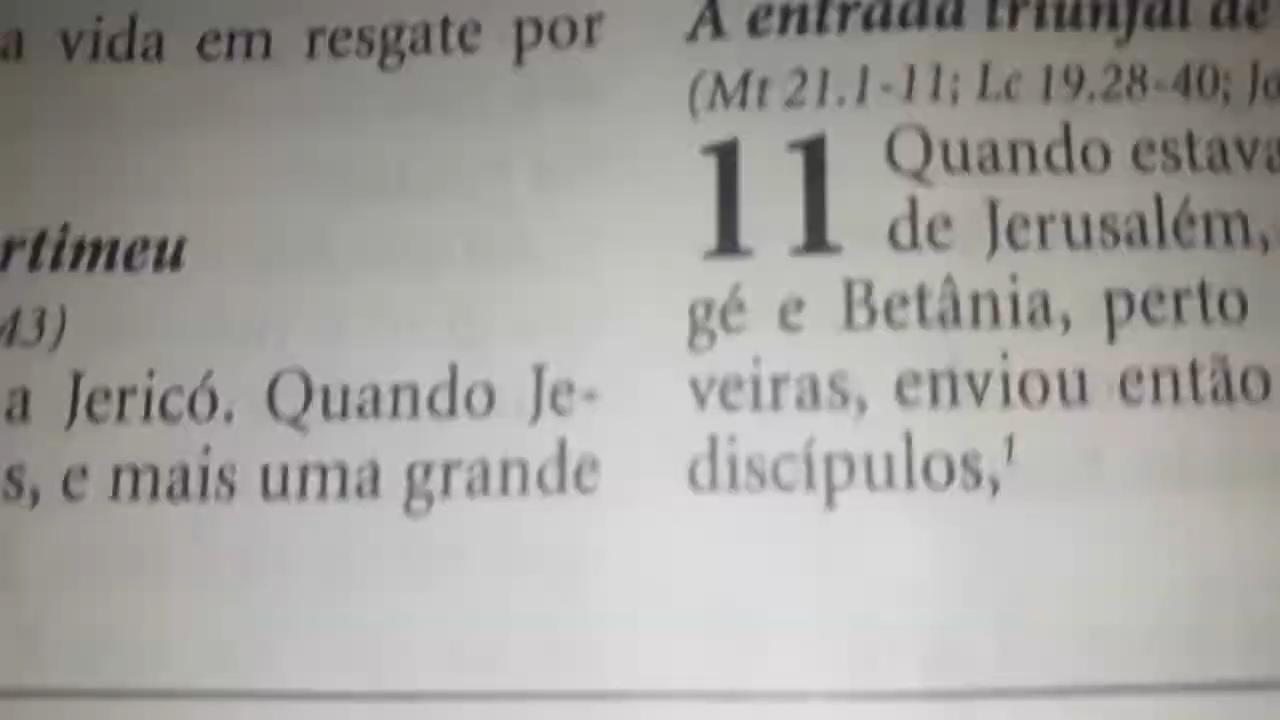 a vida em resgate por
rtimeu
43)
a Jericó. Quando Je-
s, e mais uma grande
A entrada triunfal de
(Mt 21.1-11; Lc 19.28-40; Jo
11 Quando estava
de Jerusalém,
gé e Betânia, perto
veiras, enviou então
discípulos,¹